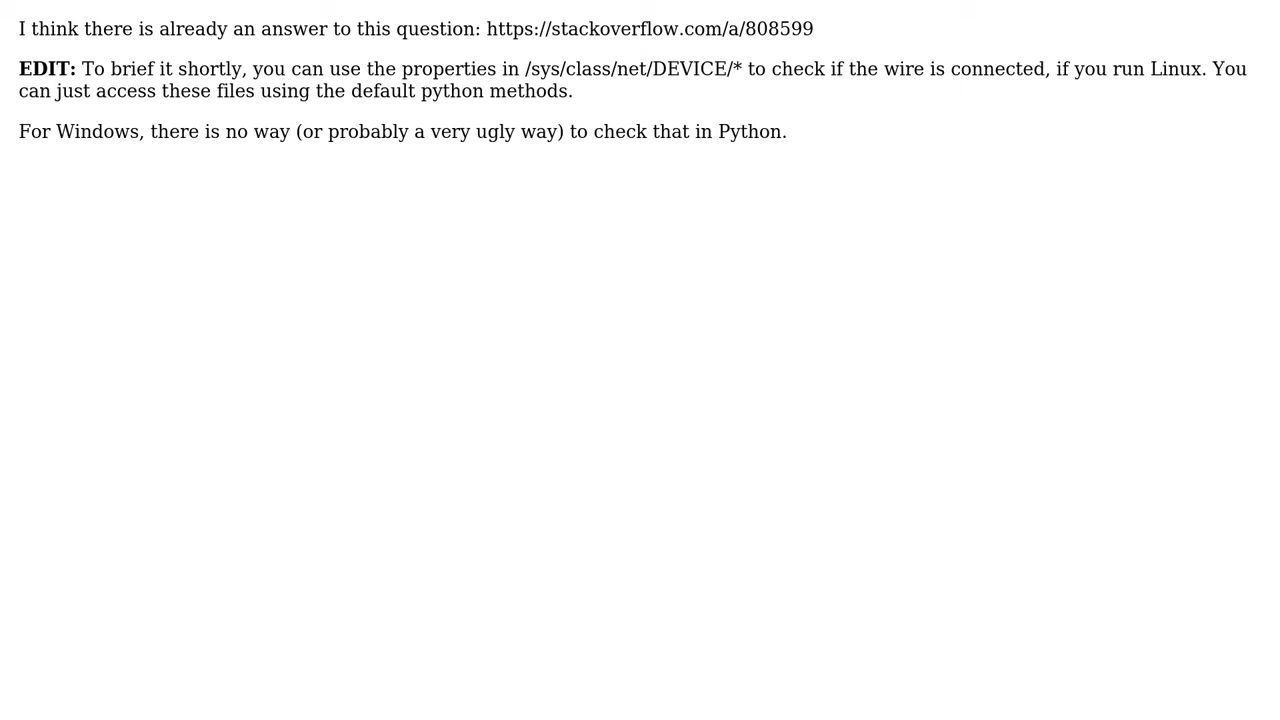 I think there is already an answer to this question: https://stackoverflow.com/a/808599
EDIT: To brief it shortly, you can use the properties in /sys/class/net/DEVICE/* to check if the wire is connected, if you run Linux. You
can just access these files using the default python methods.
For Windows, there is no way (or probably a very ugly way) to check that in Python.